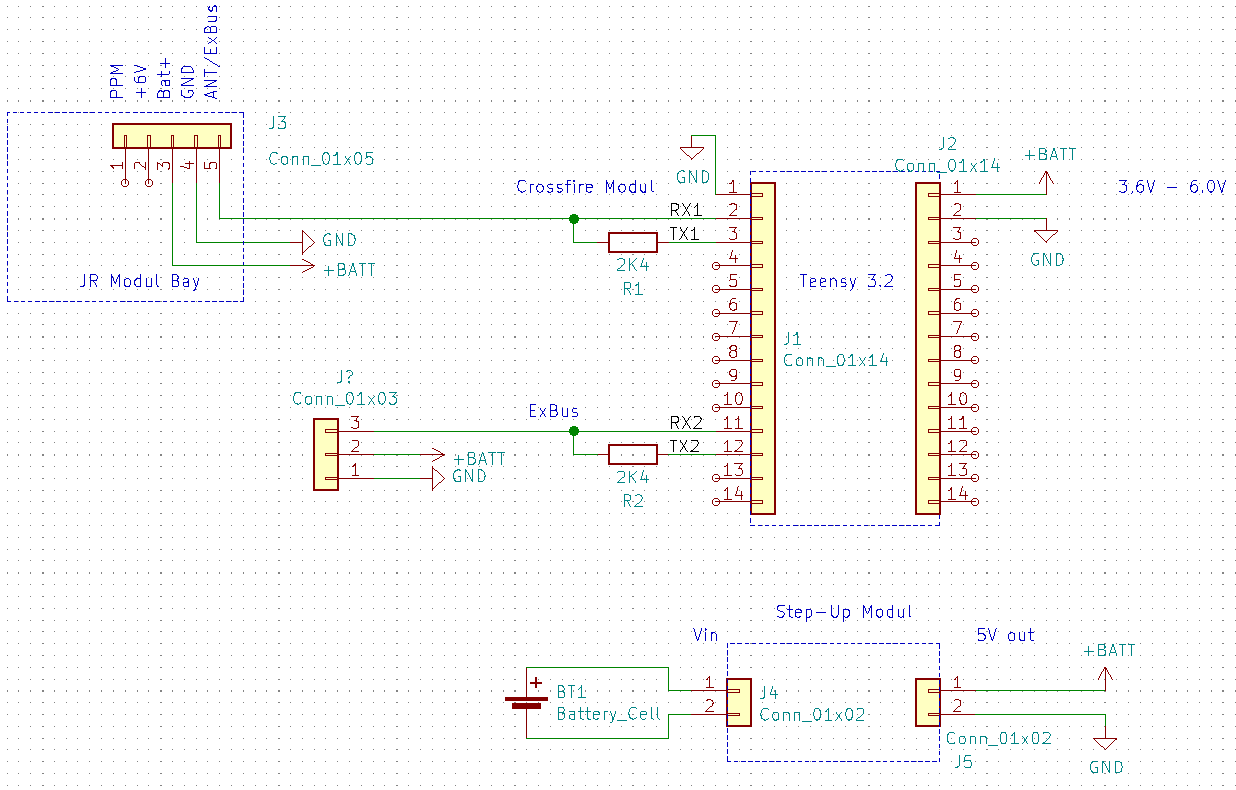 PPM
+6V
Bat+
GND
ANT/ExBus
J3
Conn_01x05
1
2
3
4
5
GND
+BATT
JR Modul Bay
Crossfire Modul
GND
RX1
TX1
2K4
R1
1
2
3
4
5
6
7
8
9
10
11
12
13
14
Teensy 3.2
J1
Conn_01x14
J2
Conn_01x14
+BATT
3,6V - 6.0V
GND
1
2
3
4
5
6
7
8
9
10
11
12
13
14
J?
Conn_01x03
3
2
1
+BATT
GND
ExBus
RX2
TX2
2K4
R2
Step-Up Modul
Vin
5V out
+BATT
+
BT1
Battery_Cell
1
2
J4
Conn_01x02
1
2
Conn_01x02
J5
GND